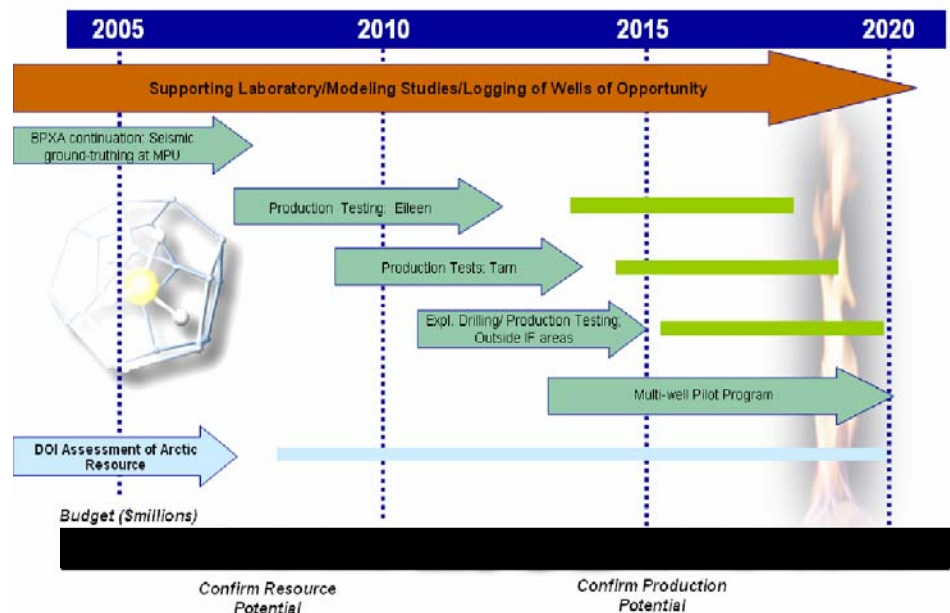 2005 2010 2015 2020
Supporting Laboratory/Modeling Studies/Logging of Wells of Opportunity
BPXA continuation: Seismic
ground-truthing at MPU
Production Testing: Eileen
Production Tests: Tarn
Expl. Drilling/ Production Testing;
Outside IF areas
Multi-well Pilot Program
DOI Assessment of Arctic
Resource
Budget ($millions)
Confirm Resource
Potential
Confirm Production
Potential